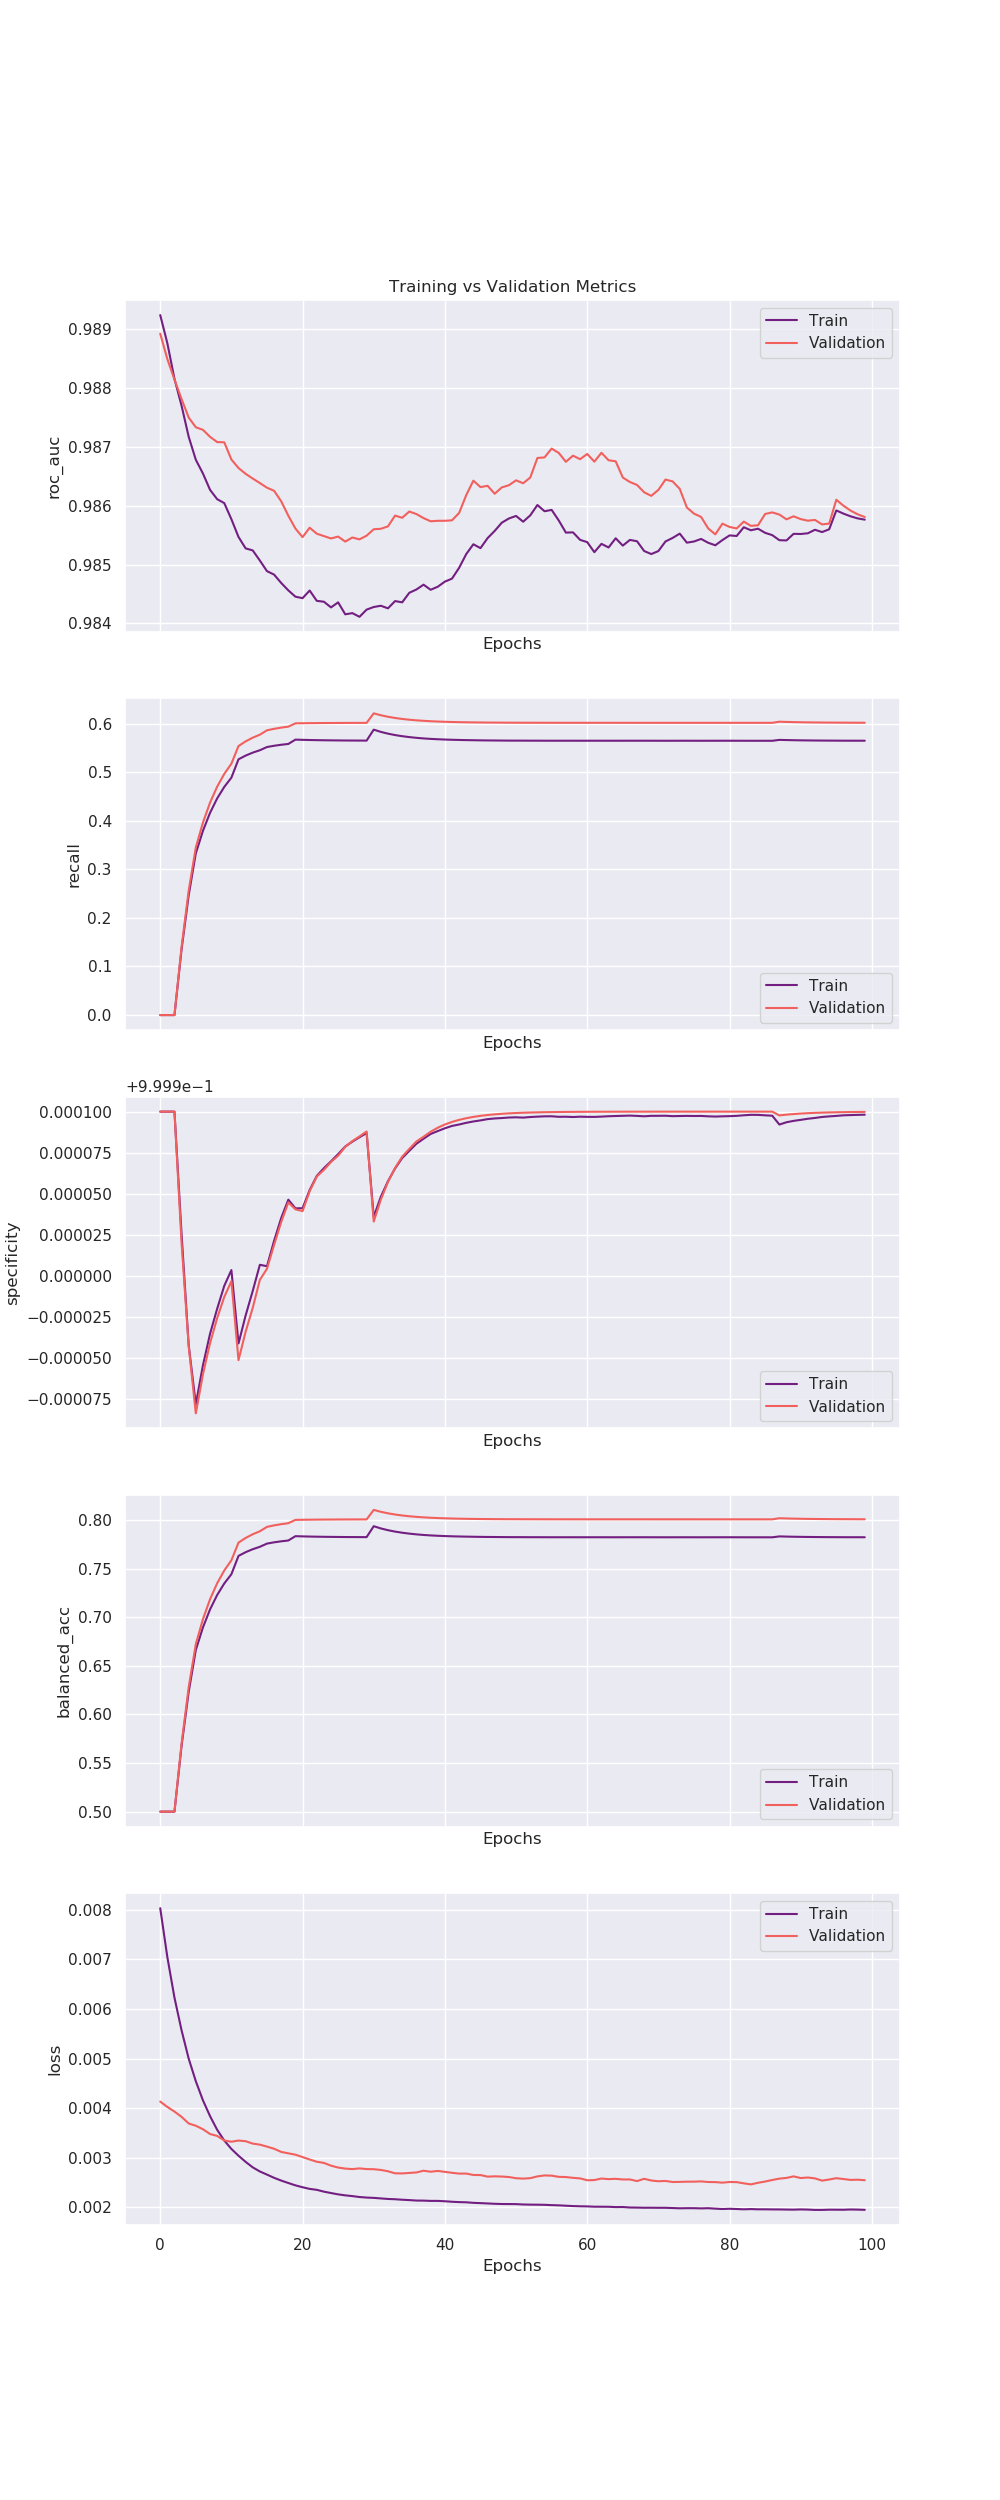 Training vs Validation Metrics
0.989
0.988
0.987
0.986
0.985
0.984
roc_auc
Train
Validation
Epochs
0.6
0.5
0.4
0.3
0.2
0.1
0.0
recall
Train
Validation
Epochs
+9.999e−1
0.000100
0.000075
0.000050
0.000025
0.000000
−0.000025
−0.000050
−0.000075
specificity
Train
Validation
Epochs
0.80
0.75
0.70
0.65
0.60
0.55
0.50
balanced_acc
Train
Validation
Epochs
0.008
0.007
0.006
0.005
0.004
0.003
0.002
loss
Train
Validation
0 20 40 60 80 100
Epochs